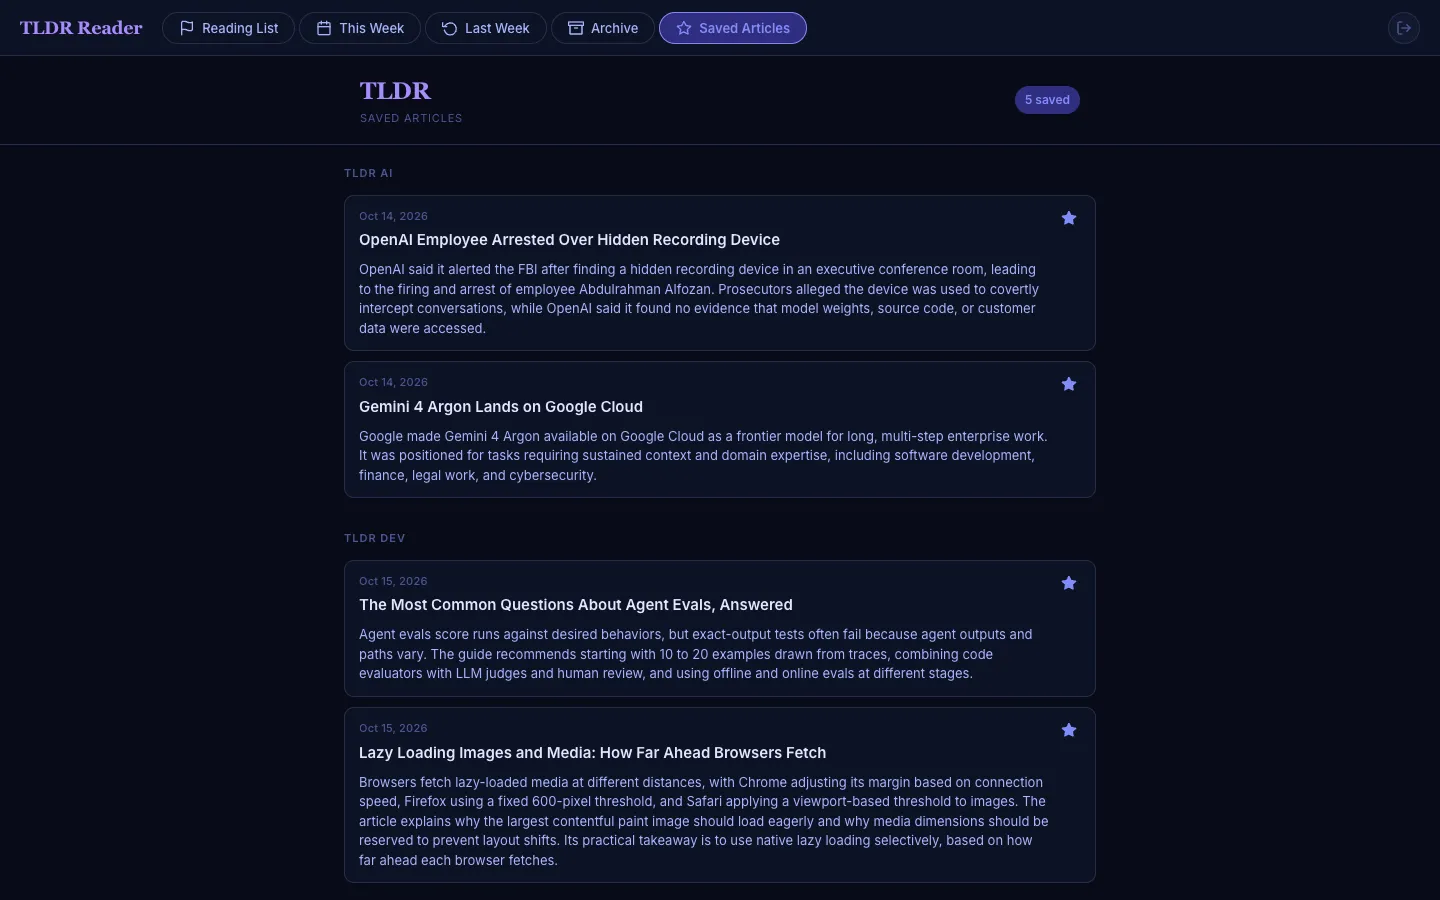 TLDR Reader
Reading List
This Week
Last Week
Archive
Saved Articles
TLDR
SAVED ARTICLES
5 saved
TLDR AI
Oct 14, 2026
OpenAI Employee Arrested Over Hidden Recording Device
OpenAI said it alerted the FBI after finding a hidden recording device in an executive conference room, leading
to the firing and arrest of employee Abdulrahman Alfozan. Prosecutors alleged the device was used to covertly
intercept conversations, while OpenAI said it found no evidence that model weights, source code, or customer
data were accessed.
Oct 14, 2026
Gemini 4 Argon Lands on Google Cloud
Google made Gemini 4 Argon available on Google Cloud as a frontier model for long, multi-step enterprise work.
It was positioned for tasks requiring sustained context and domain expertise, including software development,
finance, legal work, and cybersecurity.
TLDR DEV
Oct 15, 2026
The Most Common Questions About Agent Evals, Answered
Agent evals score runs against desired behaviors, but exact-output tests often fail because agent outputs and
paths vary. The guide recommends starting with 10 to 20 examples drawn from traces, combining code
evaluators with LLM judges and human review, and using offline and online evals at different stages.
Oct 15, 2026
Lazy Loading Images and Media: How Far Ahead Browsers Fetch
Browsers fetch lazy-loaded media at different distances, with Chrome adjusting its margin based on connection
speed, Firefox using a fixed 600-pixel threshold, and Safari applying a viewport-based threshold to images. The
article explains why the largest contentful paint image should load eagerly and why media dimensions should be
reserved to prevent layout shifts. Its practical takeaway is to use native lazy loading selectively, based on how
far ahead each browser fetches.